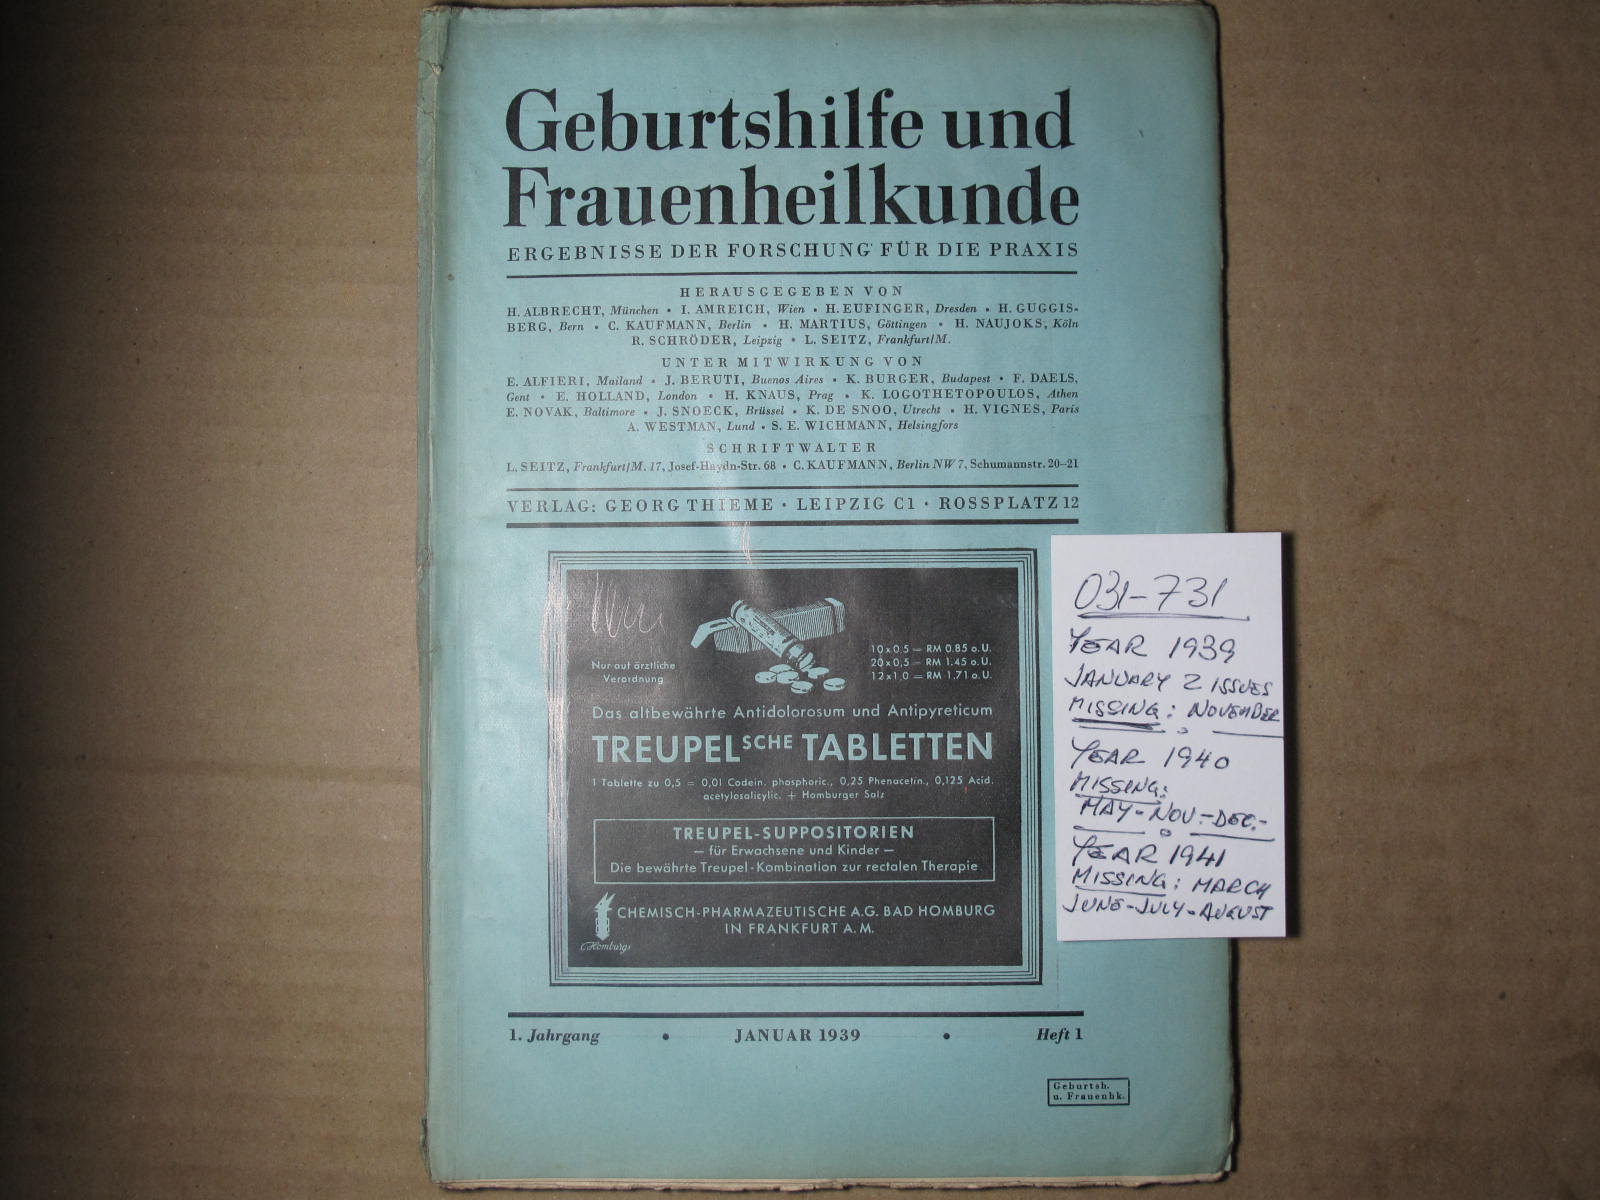 Geburtshilfe und
Frauenheilkunde
ERGEBNISSE DER FORSCHUNG FÜR DIE PRAXIS
HERAUSGEGEBEN VON
H. ALBRECHT, München • I. AMREICH, Wien • H. EUFINGER, Dresden • H. GUGGIS-
BERG, Bern • C. KAUFMANN, Berlin • H. MARTIUS, Göttingen • H. NAUJOKS, Köln
R. SCHRÖDER, Leipzig • L. SEITZ, Frankfurt/M.
UNTER MITWIRKUNG VON
E. ALFIERI, Mailand • J. BERUTI, Buenos Aires • K. BURGER, Budapest • F. DAELS,
Gent • E. HOLLAND, London • H. KNAUS, Prag • K. LOGOTHETOPOULOS, Athen
E. NOVAK, Baltimore • J. SNOECK, Brüssel • K. DE SNOO, Utrecht • H. VIGNES, Paris
A. WESTMAN, Lund • S. E. WICHMANN, Helsingfors
SCHRIFTWALTER
L. SEITZ, Frankfurt/M. 17, Josef-Haydn-Str. 68 • C. KAUFMANN, Berlin NW 7, Schumannstr. 20–21
VERLAG: GEORG THIEME • LEIPZIG C1 • ROSSPLATZ 12
Nur auf ärztliche
Verordnung
10 x 0,5 = RM 0.85 o. U.
20 x 0,5 = RM 1.45 o. U.
12 x 1,0 = RM 1.71 o. U.
Das altbewährte Antidolorosum und Antipyreticum
TREUPELSCHE TABLETTEN
1 Tablette zu 0,5 = 0,01 Codein. phosphoric., 0,25 Phenacetin., 0,125 Acid.
acetylosalicylic. + Homburger Salz
TREUPEL-SUPPOSITORIEN
– für Erwachsene und Kinder –
Die bewährte Treupel-Kombination zur rectalen Therapie
CHEMISCH-PHARMAZEUTISCHE A.G. BAD HOMBURG
IN FRANKFURT A. M.
Homburg
1. Jahrgang • JANUAR 1939 • Heft 1
Geburtsh.
u. Frauenhk.
031-731
YEAR 1939
JANUARY 2 ISSUES
MISSING: NOVEMBER
YEAR 1940
MISSING:
MAY-NOV.-DEC.-
YEAR 1941
MISSING: MARCH
JUNE-JULY-AUGUST